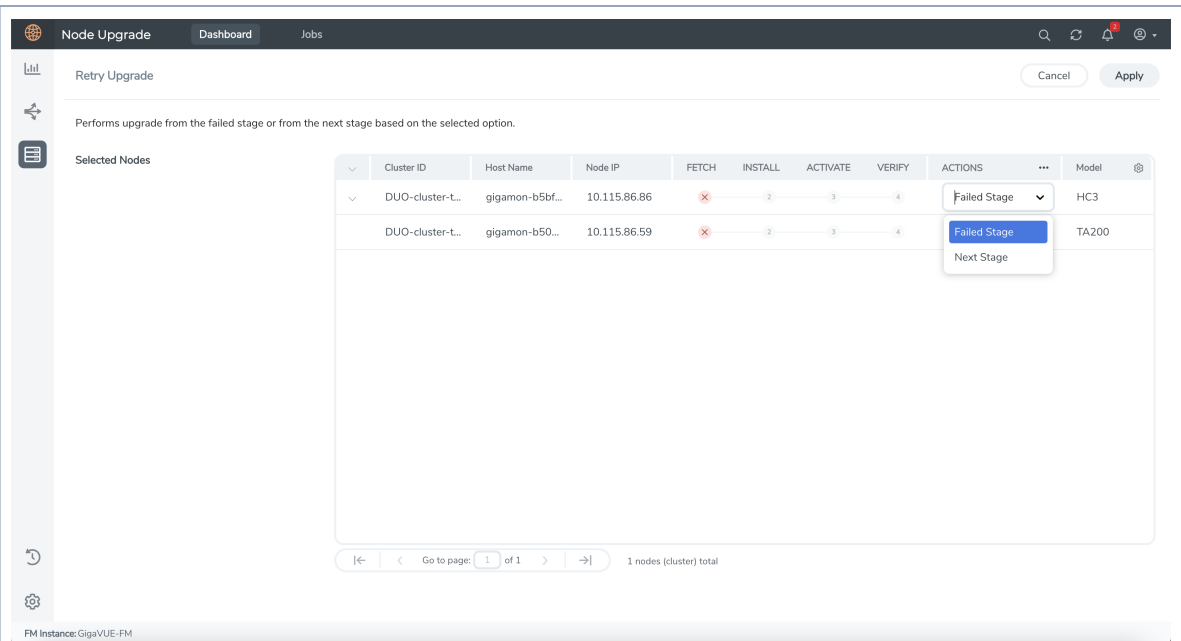 Node Upgrade Dashboard Jobs 2
Retry Upgrade Cancel Apply
Performs upgrade from the failed stage or from the next stage based on the selected option.
Selected Nodes
Cluster ID Host Name Node IP FETCH INSTALL ACTIVATE VERIFY ACTIONS ... Model
DUO-cluster-t... gigamon-b5bf... 10.115.86.86 2 3 4 Failed Stage HC3
DUO-cluster-t... gigamon-b50... 10.115.86.59 2 3 4 Failed Stage TA200
Next Stage
Go to page: 1 of 1 1 nodes (cluster) total
FM Instance: GigaVUE-FM